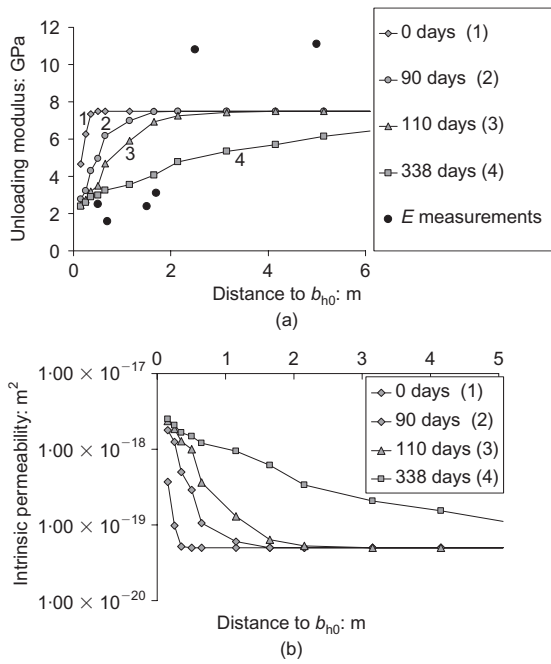 (a)
Unloading modulus: GPa
12
10
8
6
4
2
0
0 2 4 6
Distance to b_h0: m
1
2
3
4
0 days (1)
90 days (2)
110 days (3)
338 days (4)
E measurements
(a)
Intrinsic permeability: m²
0 1 2 3 4 5
1·00 × 10⁻¹⁷
1·00 × 10⁻¹⁸
1·00 × 10⁻¹⁹
1·00 × 10⁻²⁰
0 days (1)
90 days (2)
110 days (3)
338 days (4)
Distance to b_h0: m
(b)